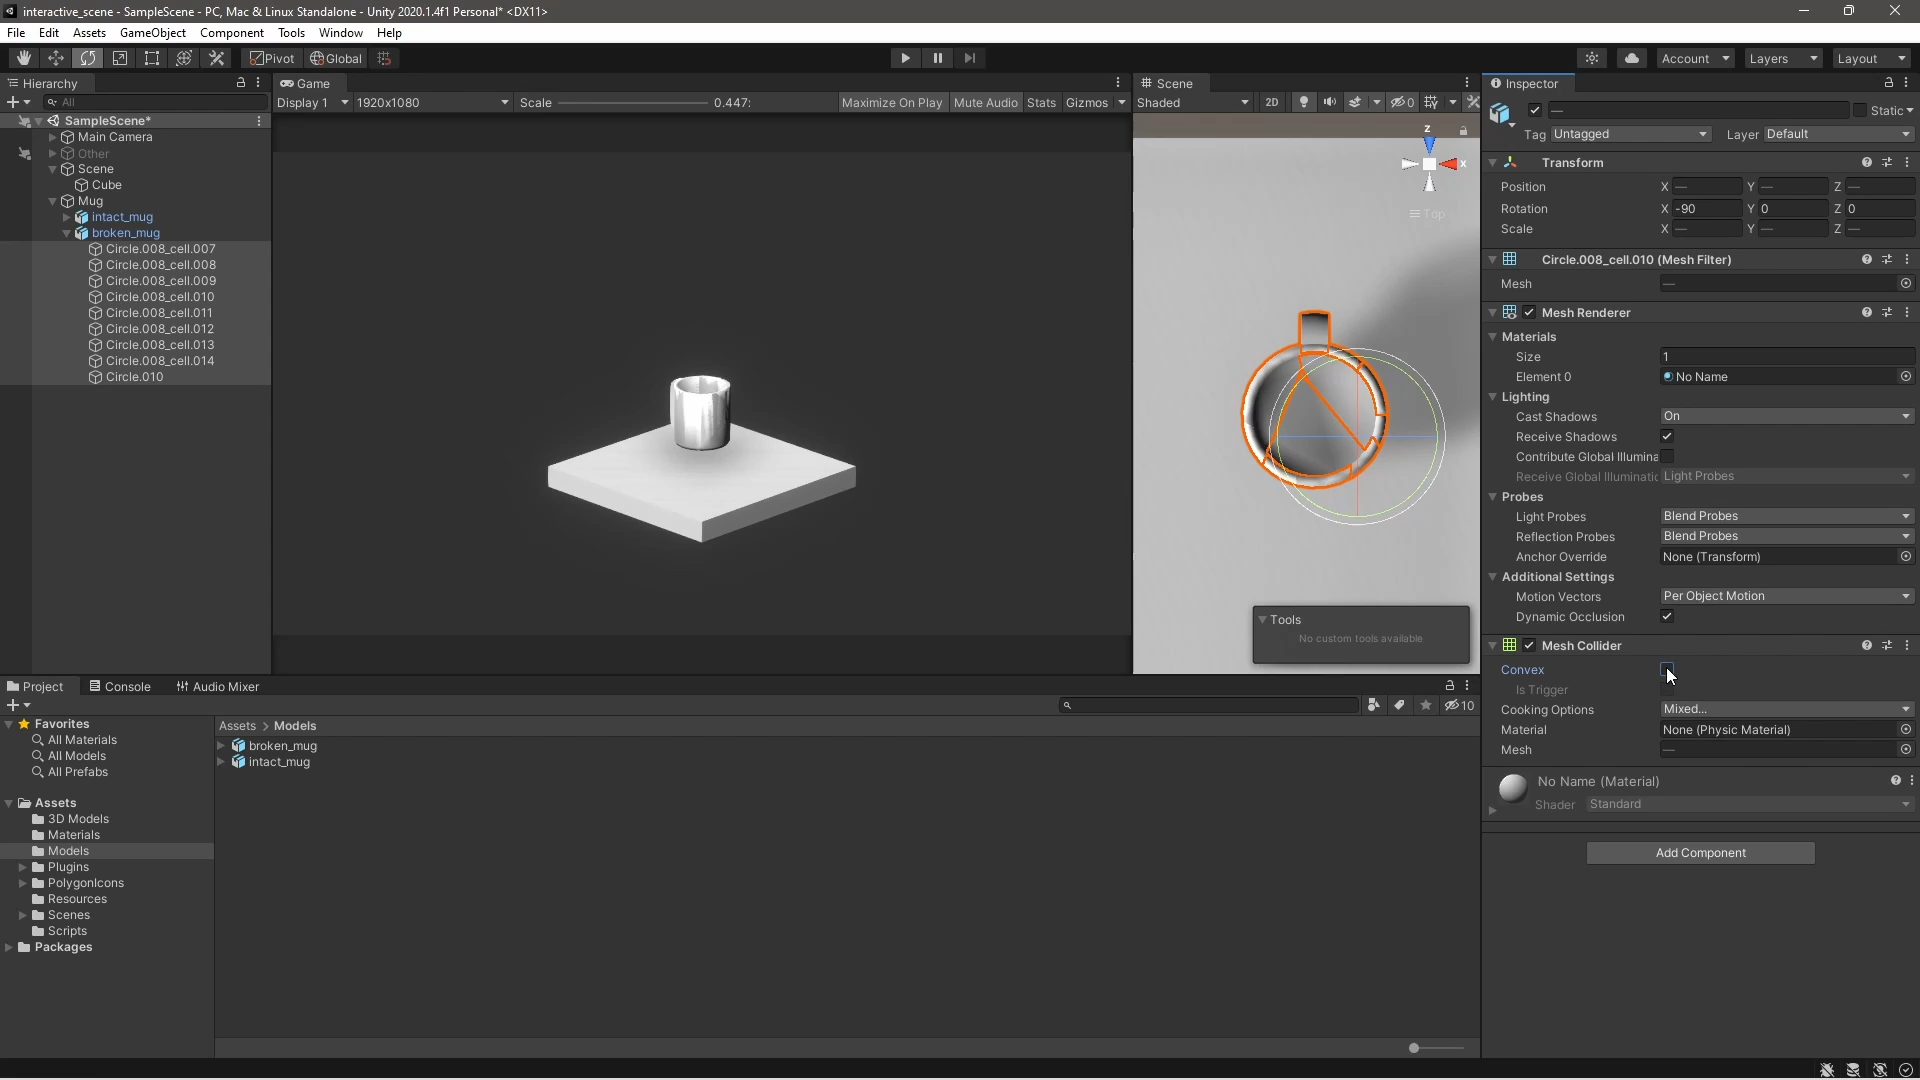 interactive_scene - SampleScene - PC, Mac & Linux Standalone - Unity 2020.1.4f1 Personal* <DX11>
File Edit Assets GameObject Component Tools Window Help
Pivot Global Account Layers Layout
Hierarchy
All
SampleScene*
Main Camera
Other
Scene
Cube
Mug
intact_mug
broken_mug
Circle.008_cell.007
Circle.008_cell.008
Circle.008_cell.009
Circle.008_cell.010
Circle.008_cell.011
Circle.008_cell.012
Circle.008_cell.013
Circle.008_cell.014
Circle.010
Game
Display 1 1920x1080 Scale 0.447: Maximize On Play Mute Audio Stats Gizmos
Scene
Shaded 2D 0
z
x
Top
Tools
No custom tools available
Inspector
— Static
Tag Untagged Layer Default
Transform
Position X — Y — Z —
Rotation X -90 Y 0 Z 0
Scale X — Y — Z —
Circle.008_cell.010 (Mesh Filter)
Mesh —
Mesh Renderer
Materials
Size 1
Element 0 No Name
Lighting
Cast Shadows On
Receive Shadows
Contribute Global Illumina
Receive Global Illuminatic Light Probes
Probes
Light Probes Blend Probes
Reflection Probes Blend Probes
Anchor Override None (Transform)
Additional Settings
Motion Vectors Per Object Motion
Dynamic Occlusion
Mesh Collider
Convex
Is Trigger
Cooking Options Mixed...
Material None (Physic Material)
Mesh —
No Name (Material)
Shader Standard
Add Component
Project Console Audio Mixer
10
Favorites
All Materials
All Models
All Prefabs
Assets
3D Models
Materials
Models
Plugins
PolygonIcons
Resources
Scenes
Scripts
Packages
Assets > Models
broken_mug
intact_mug